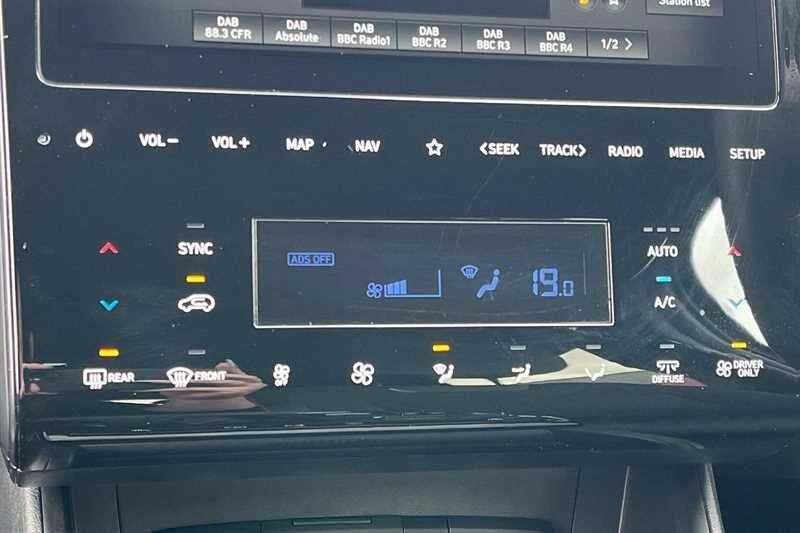 Station list
DAB DAB DAB DAB DAB DAB
88.3 CFR Absolute BBC Radio1 BBC R2 BBC R3 BBC R4 1/2 >
VOL− VOL+ MAP NAV <SEEK TRACK> RADIO MEDIA SETUP
SYNC AUTO
ADS OFF
19.0
A/C
REAR FRONT OFF DIFFUSE DRIVER ONLY